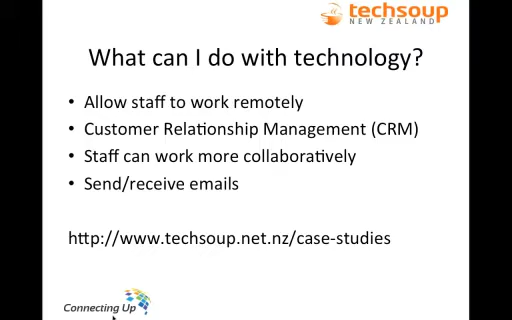 techsoup
NEW ZEALAND
What can I do with technology?
• Allow staff to work remotely
• Customer Relationship Management (CRM)
• Staff can work more collaboratively
• Send/receive emails
http://www.techsoup.net.nz/case-studies
Connecting Up